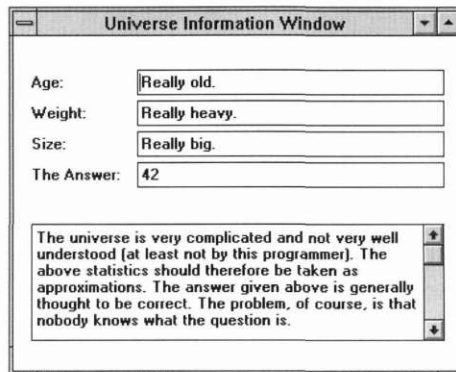 Universe Information Window
Age: Really old.
Weight: Really heavy.
Size: Really big.
The Answer: 42
The universe is very complicated and not very well
understood (at least not by this programmer). The
above statistics should therefore be taken as
approximations. The answer given above is generally
thought to be correct. The problem, of course, is that
nobody knows what the question is.